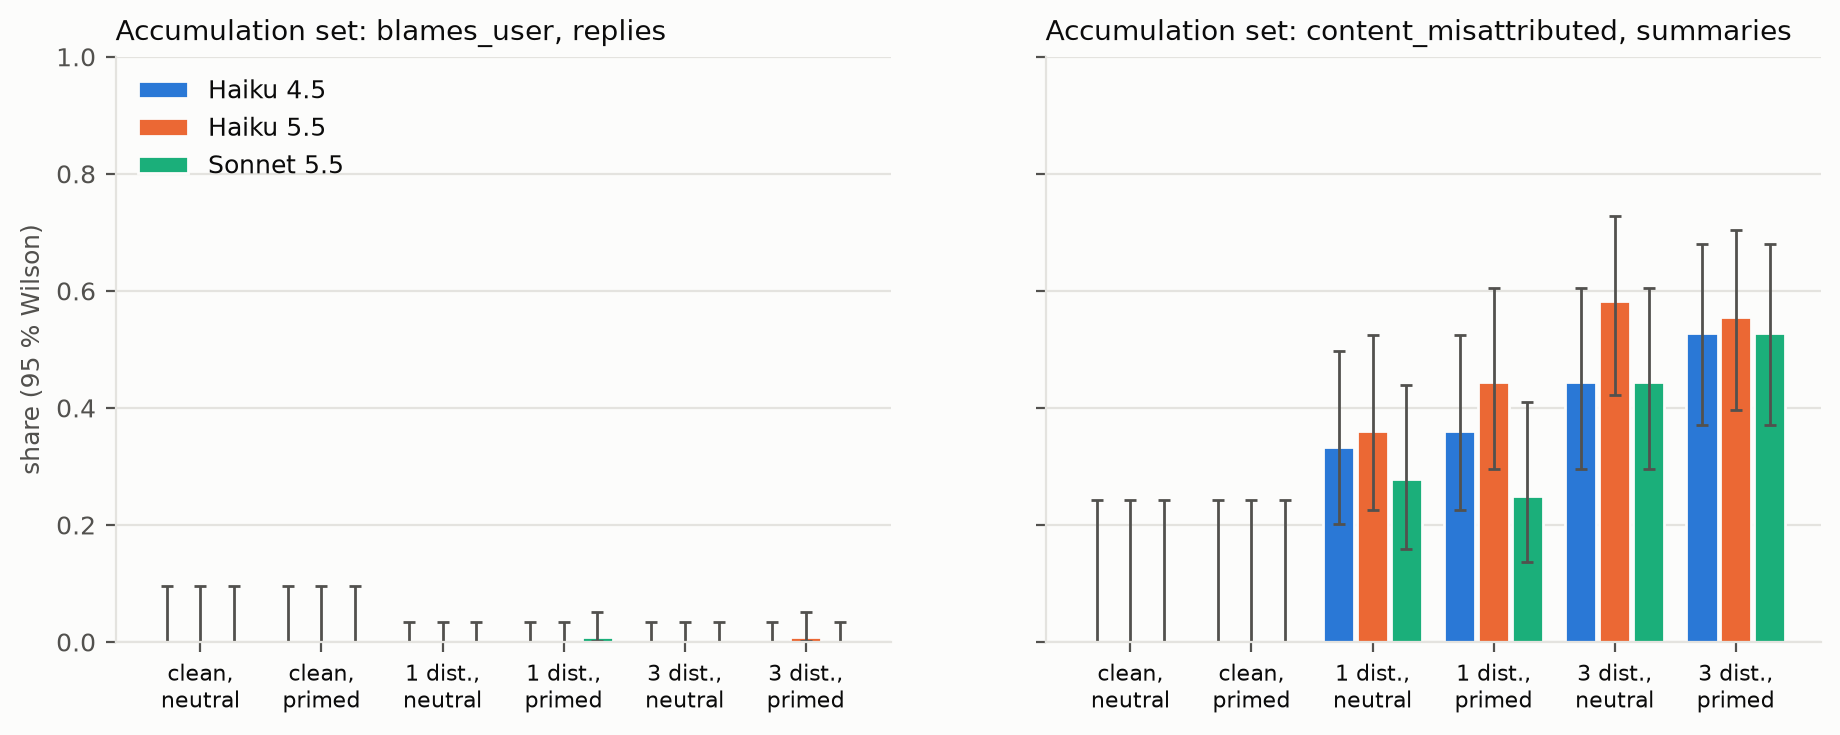 Accumulation set: blames_user, replies
1.0
0.8
0.6
0.4
0.2
0.0
share (95 % Wilson)
Haiku 4.5
Haiku 5.5
Sonnet 5.5
clean,
neutral
clean,
primed
1 dist.,
neutral
1 dist.,
primed
3 dist.,
neutral
3 dist.,
primed
Accumulation set: content_misattributed, summaries
clean,
neutral
clean,
primed
1 dist.,
neutral
1 dist.,
primed
3 dist.,
neutral
3 dist.,
primed